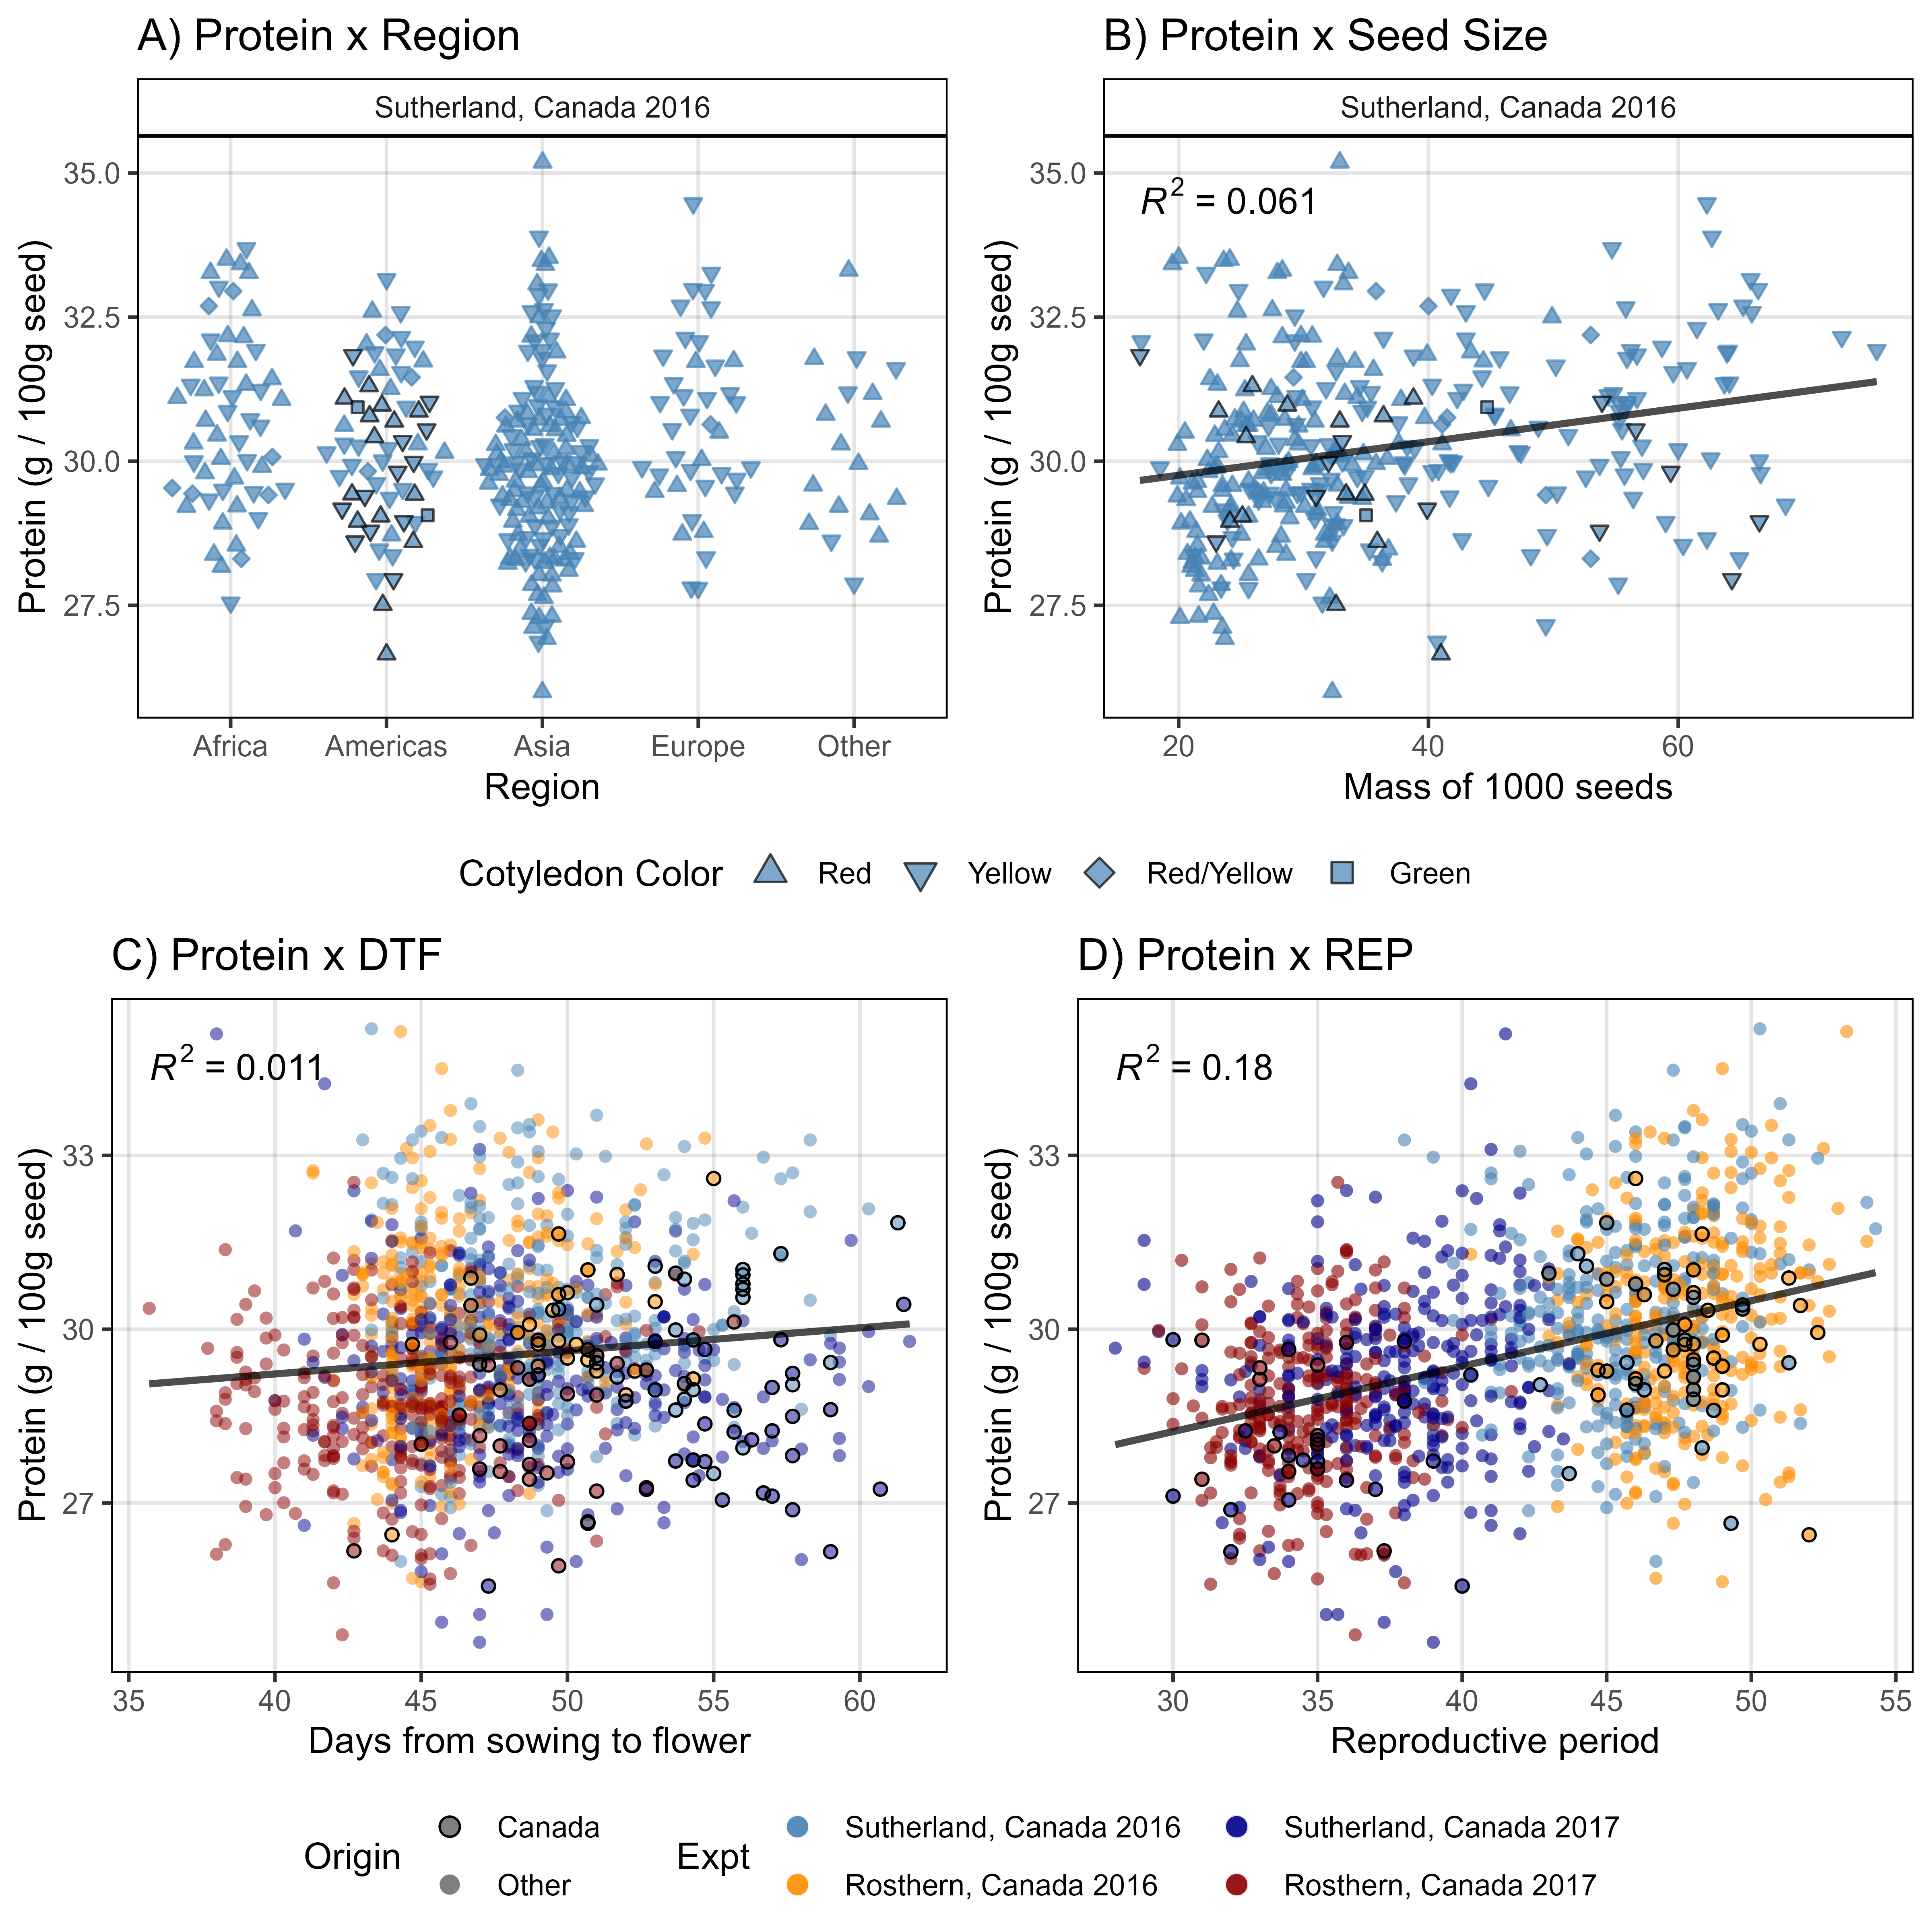 A) Protein x Region
B) Protein x Seed Size
Sutherland, Canada 2016
Sutherland, Canada 2016
Protein (g / 100g seed)
35.0
32.5
30.0
27.5
Africa
Americas
Asia
Europe
Other
Region
Protein (g / 100g seed)
35.0
32.5
30.0
27.5
R² = 0.061
20
40
60
Mass of 1000 seeds
Cotyledon Color
Red
Yellow
Red/Yellow
Green
C) Protein x DTF
D) Protein x REP
Protein (g / 100g seed)
33
30
27
R² = 0.011
35
40
45
50
55
60
Days from sowing to flower
Protein (g / 100g seed)
33
30
27
R² = 0.18
30
35
40
45
50
55
Reproductive period
Origin
Canada
Other
Expt
Sutherland, Canada 2016
Rosthern, Canada 2016
Sutherland, Canada 2017
Rosthern, Canada 2017